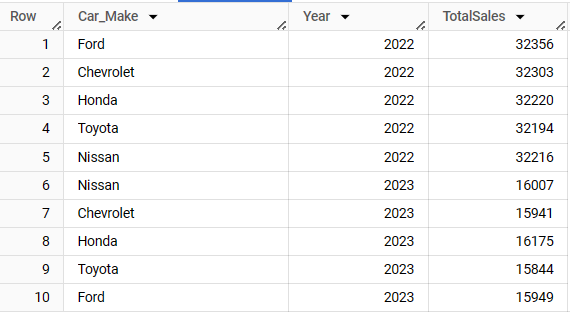 Row Car_Make Year TotalSales
1 Ford 2022 32356
2 Chevrolet 2022 32303
3 Honda 2022 32220
4 Toyota 2022 32194
5 Nissan 2022 32216
6 Nissan 2023 16007
7 Chevrolet 2023 15941
8 Honda 2023 16175
9 Toyota 2023 15844
10 Ford 2023 15949